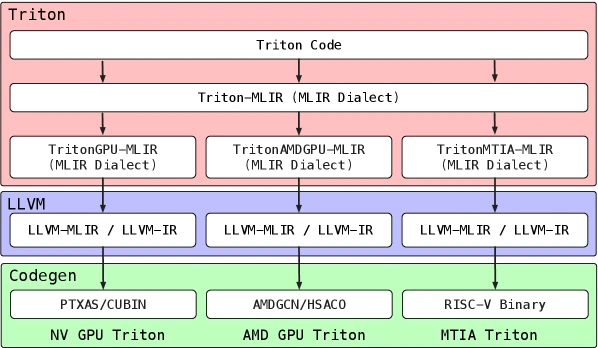 Triton
Triton Code
Triton-MLIR (MLIR Dialect)
TritonGPU-MLIR
(MLIR Dialect)
TritonAMDGPU-MLIR
(MLIR Dialect)
TritonMTIA-MLIR
(MLIR Dialect)
LLVM
LLVM-MLIR / LLVM-IR
LLVM-MLIR / LLVM-IR
LLVM-MLIR / LLVM-IR
Codegen
PTXAS/CUBIN
AMDGCN/HSACO
RISC-V Binary
NV GPU Triton
AMD GPU Triton
MTIA Triton